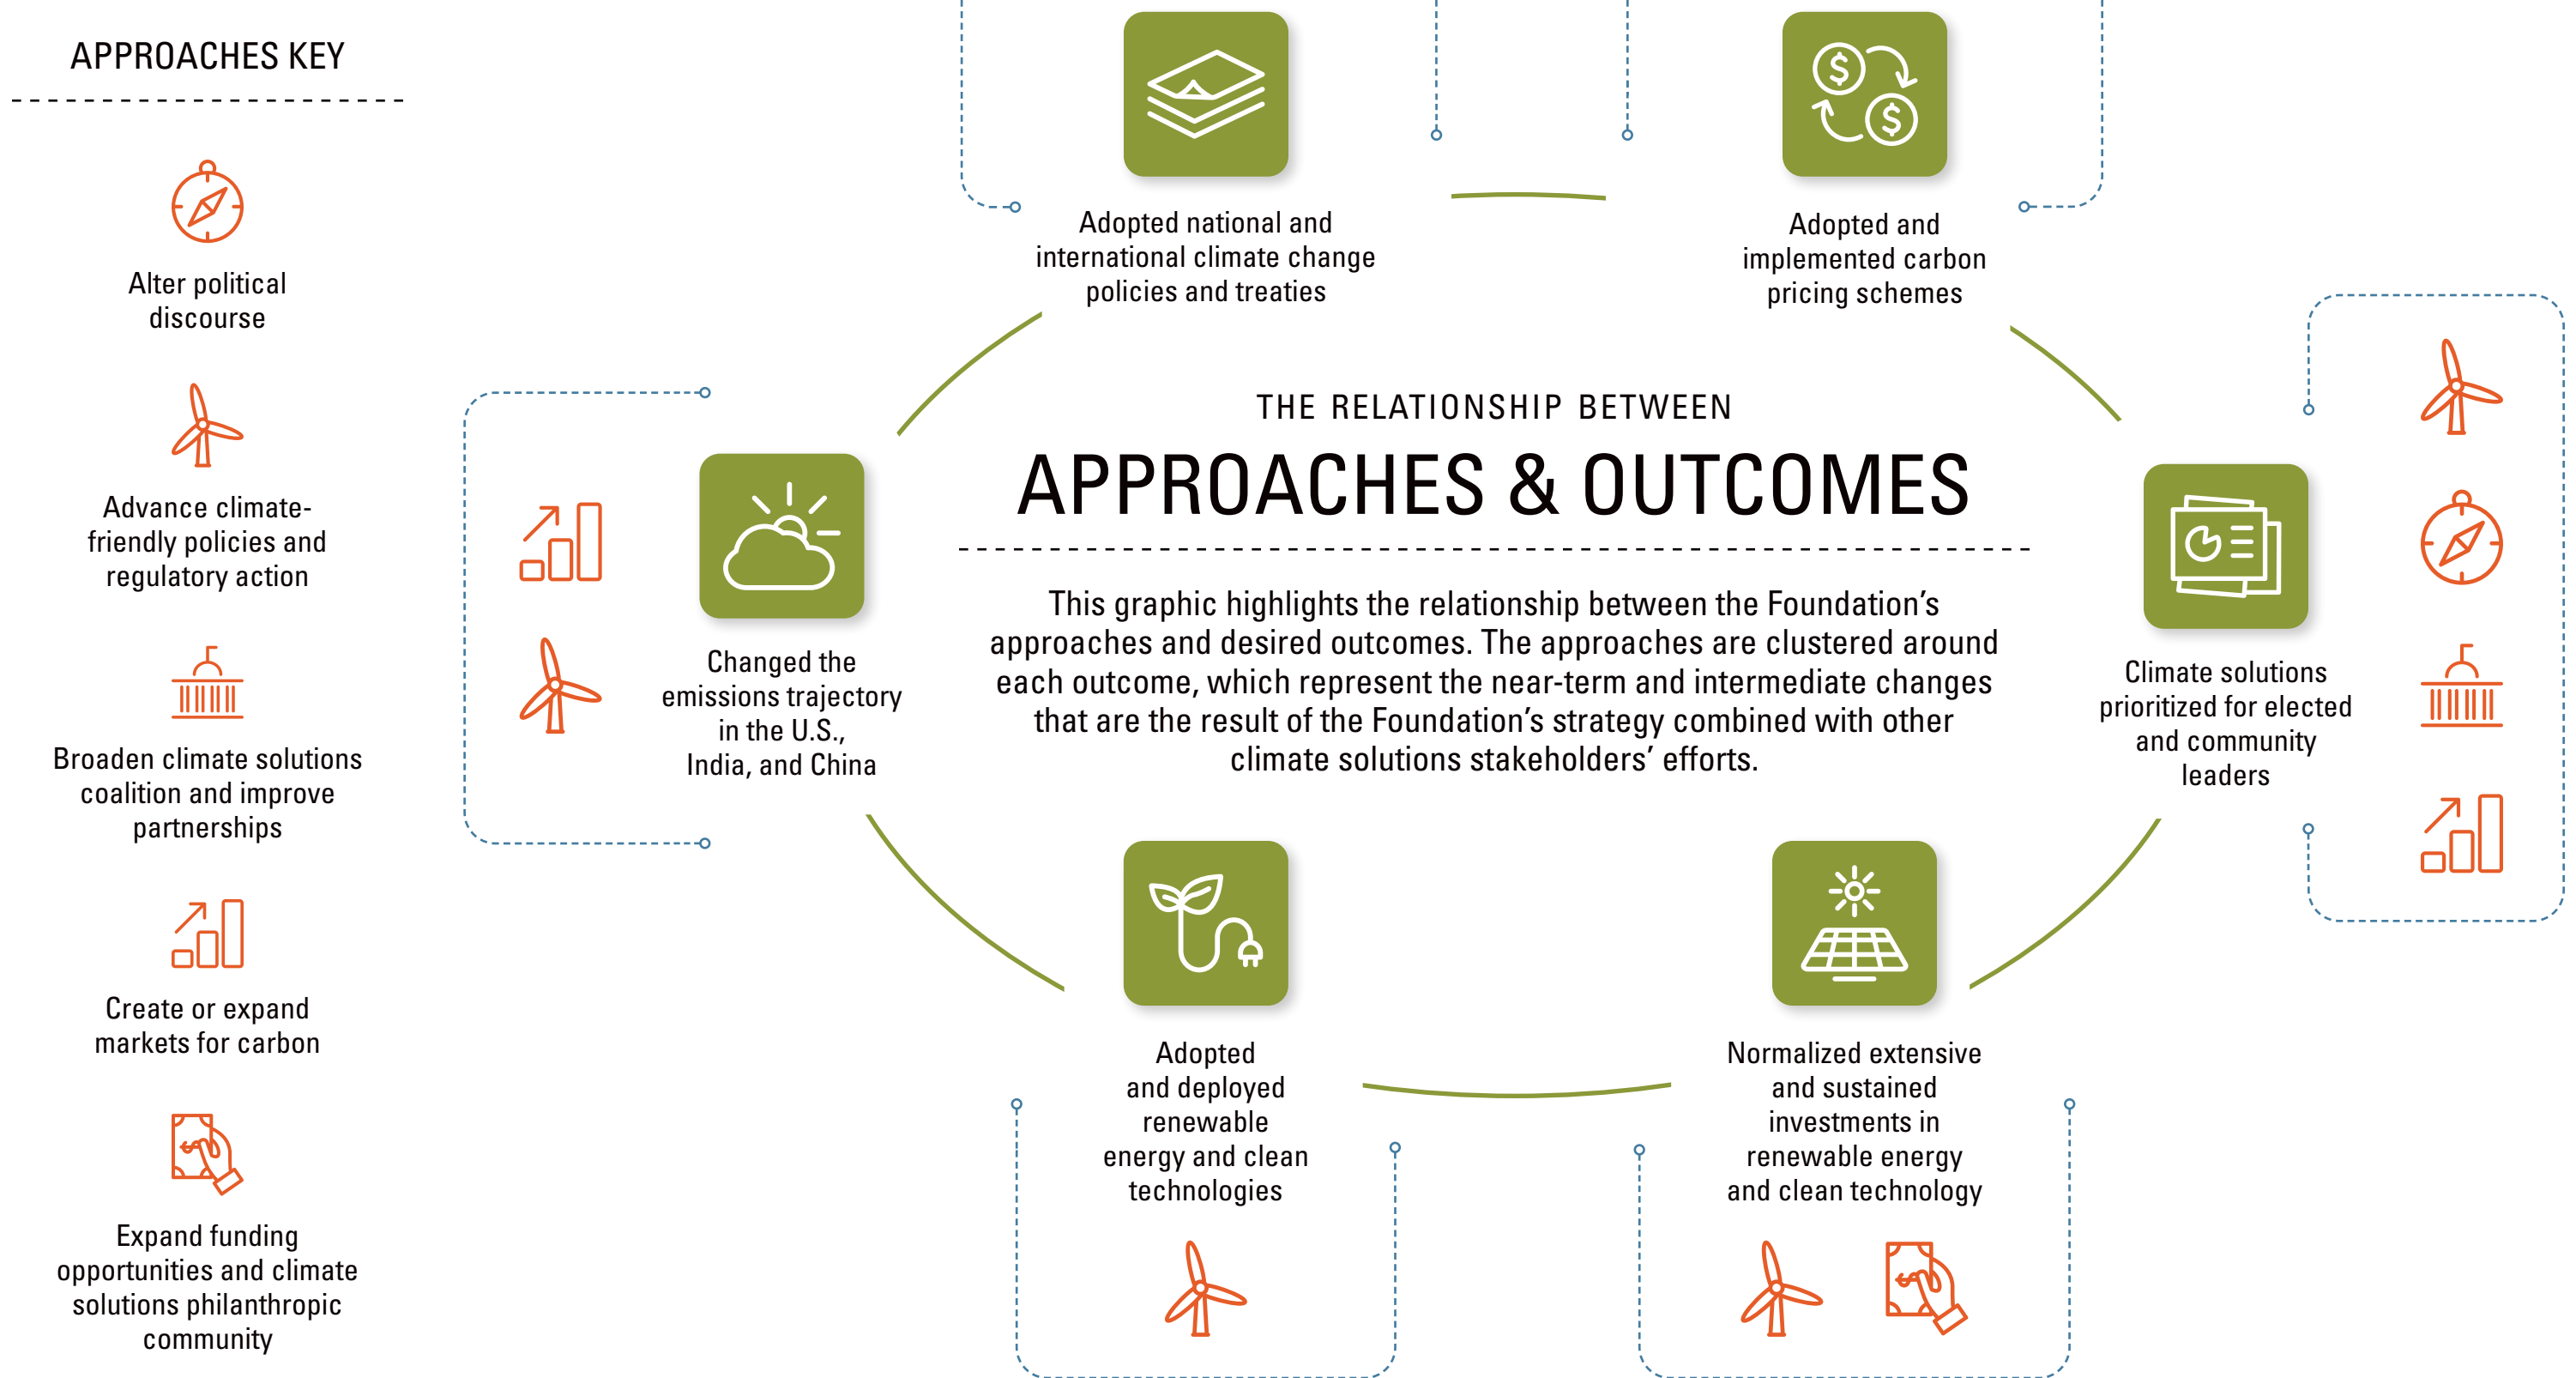 APPROACHES KEY
Alter political
discourse
Advance climate-
friendly policies and
regulatory action
Broaden climate solutions
coalition and improve
partnerships
Create or expand
markets for carbon
Expand funding
opportunities and climate
solutions philanthropic
community
Adopted national and
international climate change
policies and treaties
Adopted and
implemented carbon
pricing schemes
THE RELATIONSHIP BETWEEN
APPROACHES & OUTCOMES
This graphic highlights the relationship between the Foundation’s
approaches and desired outcomes. The approaches are clustered around
each outcome, which represent the near-term and intermediate changes
that are the result of the Foundation’s strategy combined with other
climate solutions stakeholders’ efforts.
Changed the
emissions trajectory
in the U.S.,
India, and China
Climate solutions
prioritized for elected
and community
leaders
Adopted
and deployed
renewable
energy and clean
technologies
Normalized extensive
and sustained
investments in
renewable energy
and clean technology